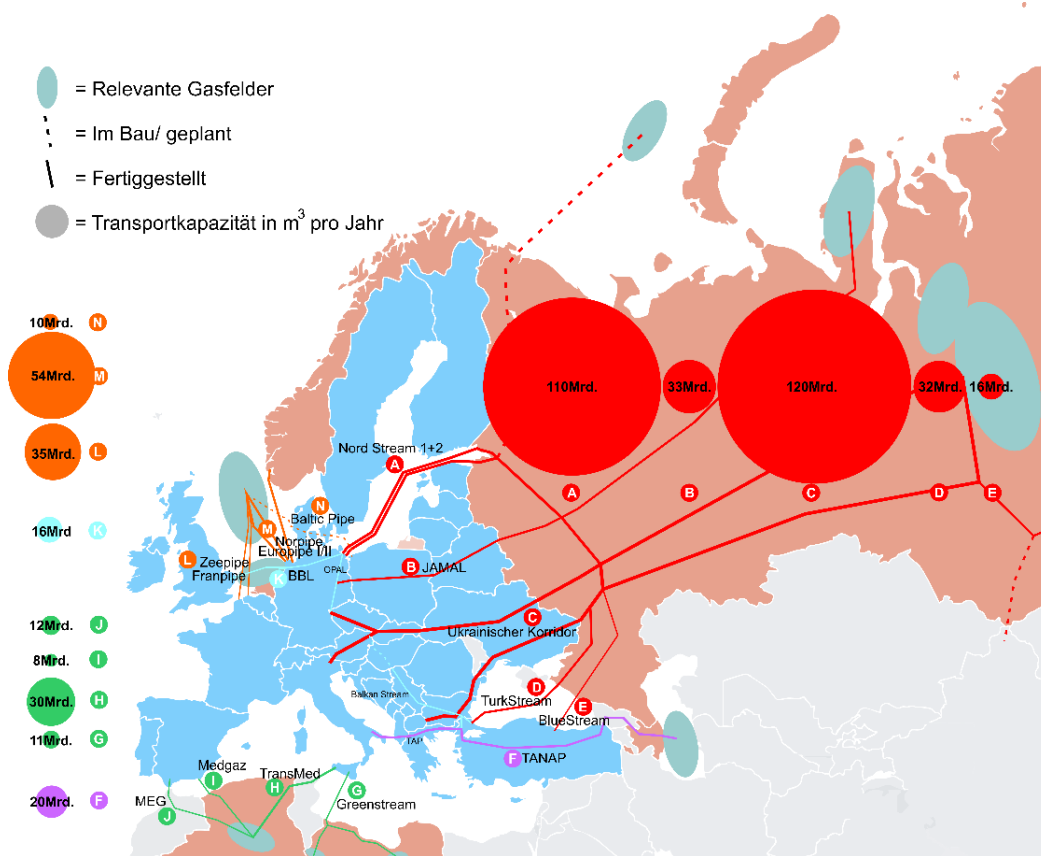 = Relevante Gasfelder
= Im Bau/ geplant
= Fertiggestellt
= Transportkapazität in m³ pro Jahr
10Mrd. N
54Mrd. M
35Mrd. L
16Mrd K
12Mrd. J
8Mrd. I
30Mrd. H
11Mrd. G
20Mrd. F
110Mrd. 33Mrd. 120Mrd. 32Mrd. 16Mrd.
A B C D E
Nord Stream 1+2
A
N
Baltic Pipe
M
Norpipe
Europipe I/II
L
Zeepipe
Franpipe
K BBL
OPAL
B JAMAL
C
Ukrainischer Korridor
Balkan Stream
D
TurkStream
E
BlueStream
TAP
F TANAP
Medgaz
I
TransMed
H
G
Greenstream
MEG
J